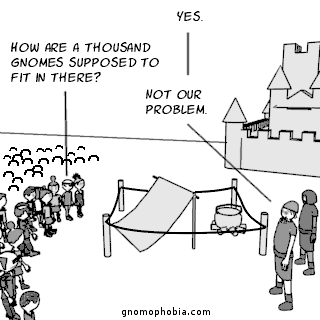 YES.
HOW ARE A THOUSAND
GNOMES SUPPOSED TO
FIT IN THERE?
NOT OUR
PROBLEM.
gnomophobia.com